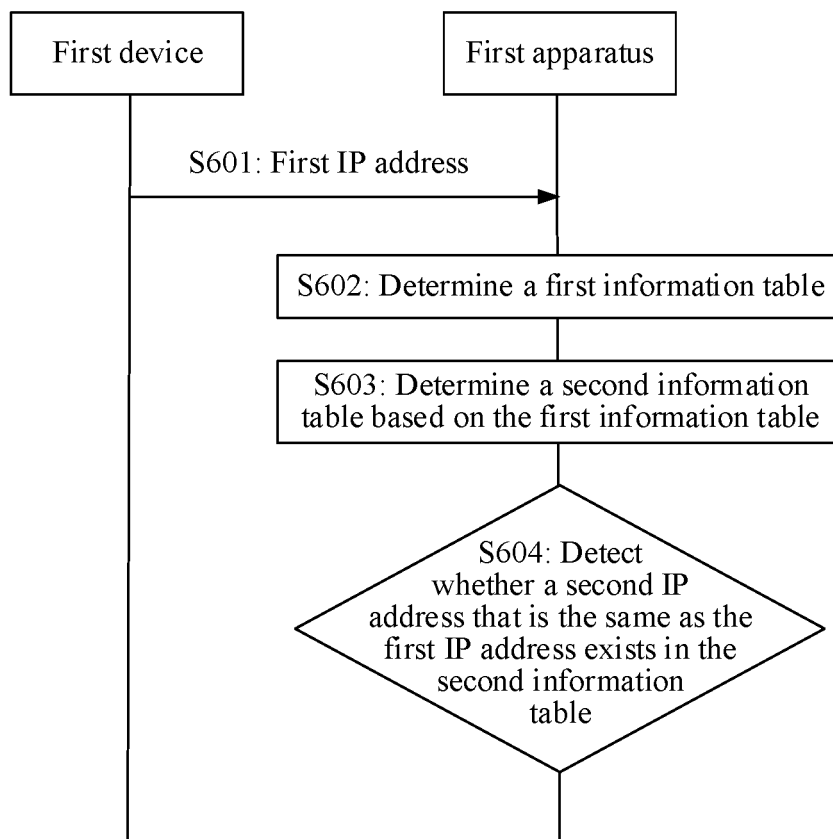 First device
First apparatus
S601: First IP address
S602: Determine a first information table
S603: Determine a second information
table based on the first information table
S604: Detect
whether a second IP
address that is the same as the
first IP address exists in the
second information
table